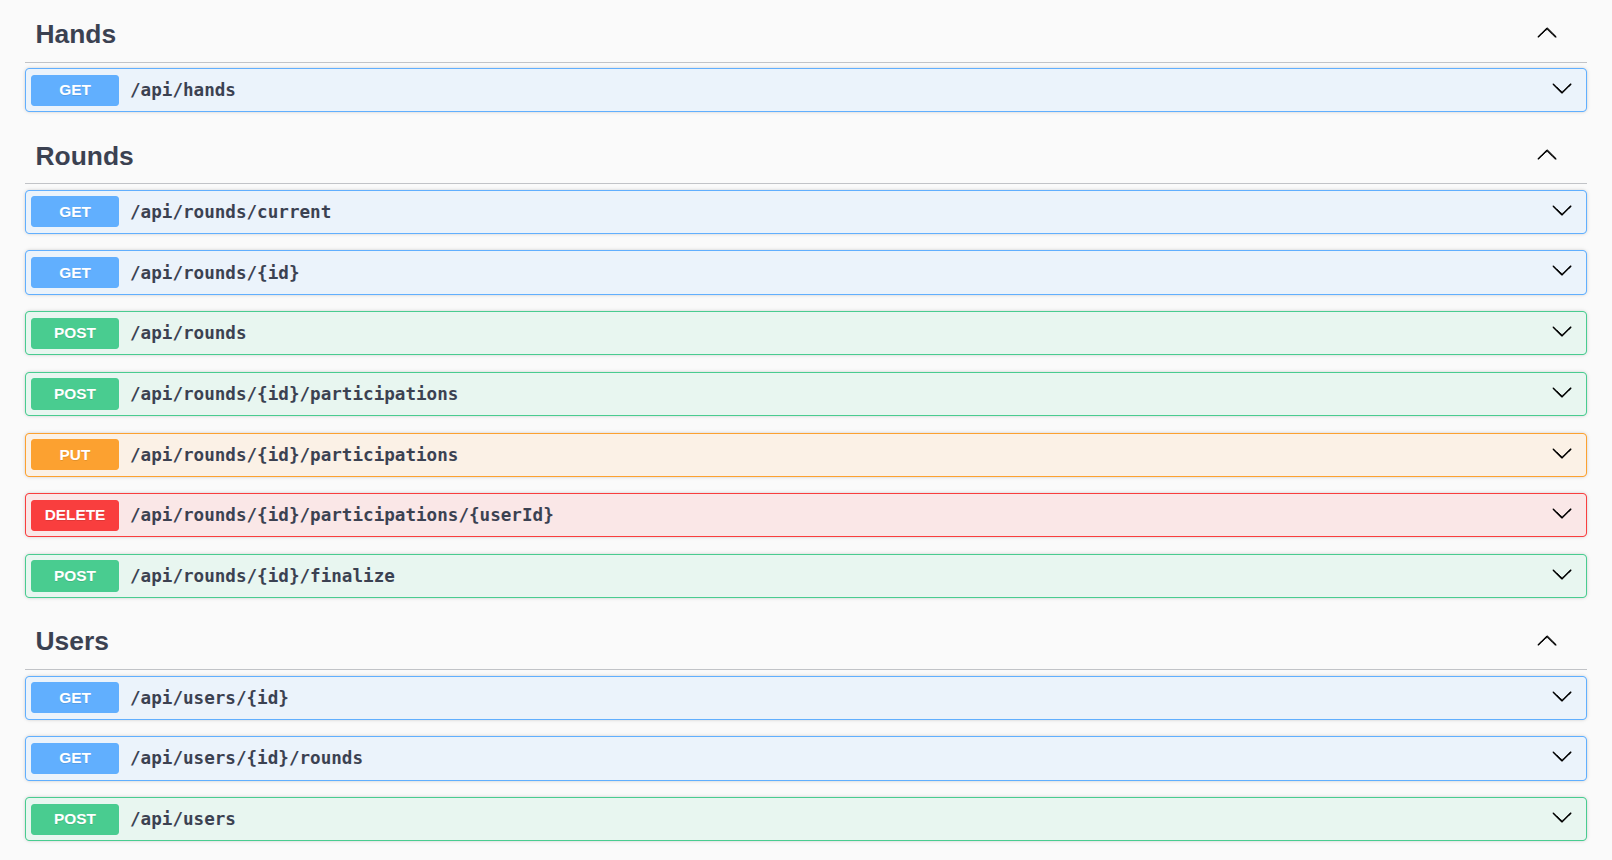 Hands
GET /api/hands
Rounds
GET /api/rounds/current
GET /api/rounds/{id}
POST /api/rounds
POST /api/rounds/{id}/participations
PUT /api/rounds/{id}/participations
DELETE /api/rounds/{id}/participations/{userId}
POST /api/rounds/{id}/finalize
Users
GET /api/users/{id}
GET /api/users/{id}/rounds
POST /api/users